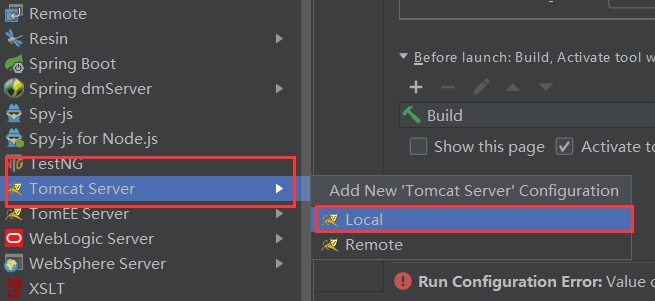 Remote
Resin
Spring Boot
Spring dmServer
Spy-js
Spy-js for Node.js
TestNG
Tomcat Server
TomEE Server
WebLogic Server
WebSphere Server
XSLT
Before launch: Build, Activate tool w
Build
Show this page
Activate to
Add New 'Tomcat Server' Configuration
Local
Remote
Run Configuration Error: Value o